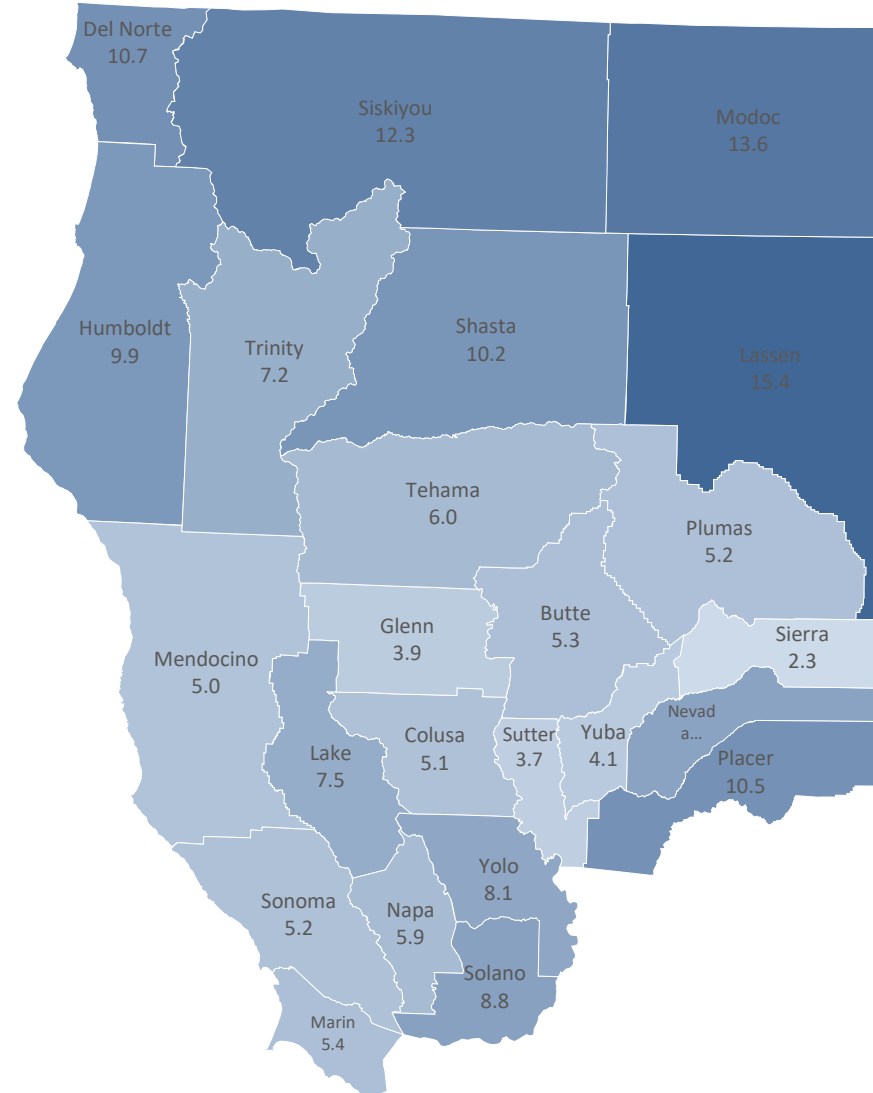 Del Norte
10.7
Siskiyou
12.3
Modoc
13.6
Humboldt
9.9
Trinity
7.2
Shasta
10.2
Lassen
15.4
Tehama
6.0
Plumas
5.2
Glenn
3.9
Butte
5.3
Sierra
2.3
Mendocino
5.0
Nevad
a...
Lake
7.5
Colusa
5.1
Sutter
3.7
Yuba
4.1
Placer
10.5
Yolo
8.1
Sonoma
5.2
Napa
5.9
Solano
8.8
Marin
5.4